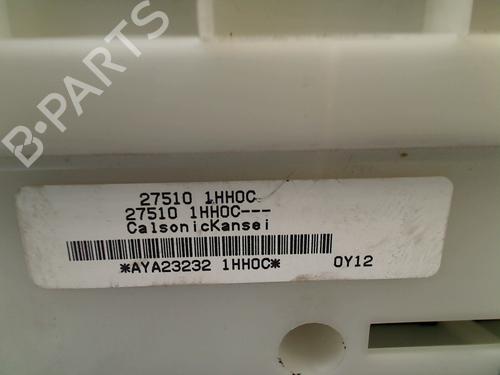 B-PARTS
27510 1HH0C
27510 1HH0C---
CalsonicKansei
*AYA23232 1HH0C*
0Y12